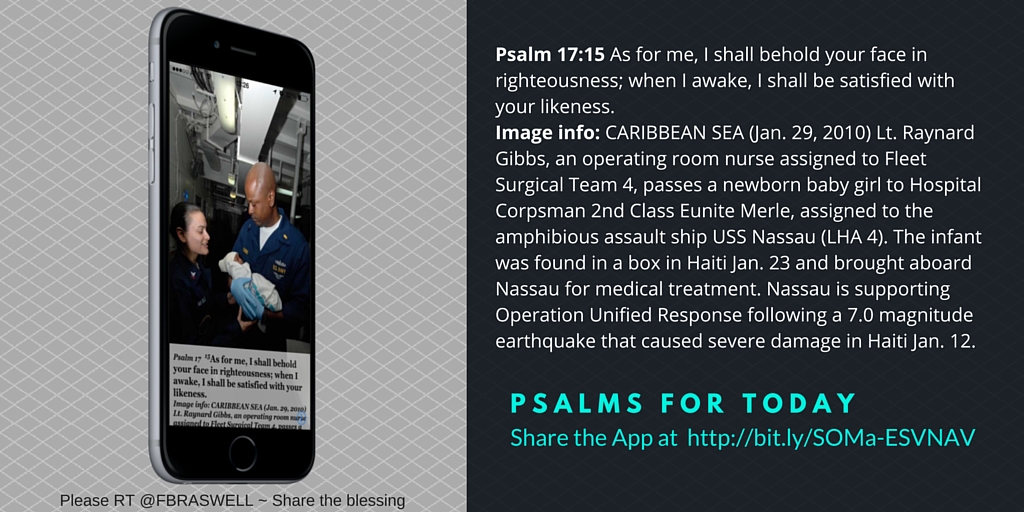 26
Psalm 17 15As for me, I shall behold
your face in righteousness; when I
awake, I shall be satisfied with your
likeness.
Image info: CARIBBEAN SEA (Jan. 29, 2010)
Lt. Raynard Gibbs, an operating room nurse
assigned to Fleet Surgical Team 4, passes a
Please RT @FBRASWELL ~ Share the blessing
Psalm 17:15 As for me, I shall behold your face in
righteousness; when I awake, I shall be satisfied with
your likeness.
Image info: CARIBBEAN SEA (Jan. 29, 2010) Lt. Raynard
Gibbs, an operating room nurse assigned to Fleet
Surgical Team 4, passes a newborn baby girl to Hospital
Corpsman 2nd Class Eunite Merle, assigned to the
amphibious assault ship USS Nassau (LHA 4). The infant
was found in a box in Haiti Jan. 23 and brought aboard
Nassau for medical treatment. Nassau is supporting
Operation Unified Response following a 7.0 magnitude
earthquake that caused severe damage in Haiti Jan. 12.
PSALMS FOR TODAY
Share the App at http://bit.ly/SOMa-ESVNAV